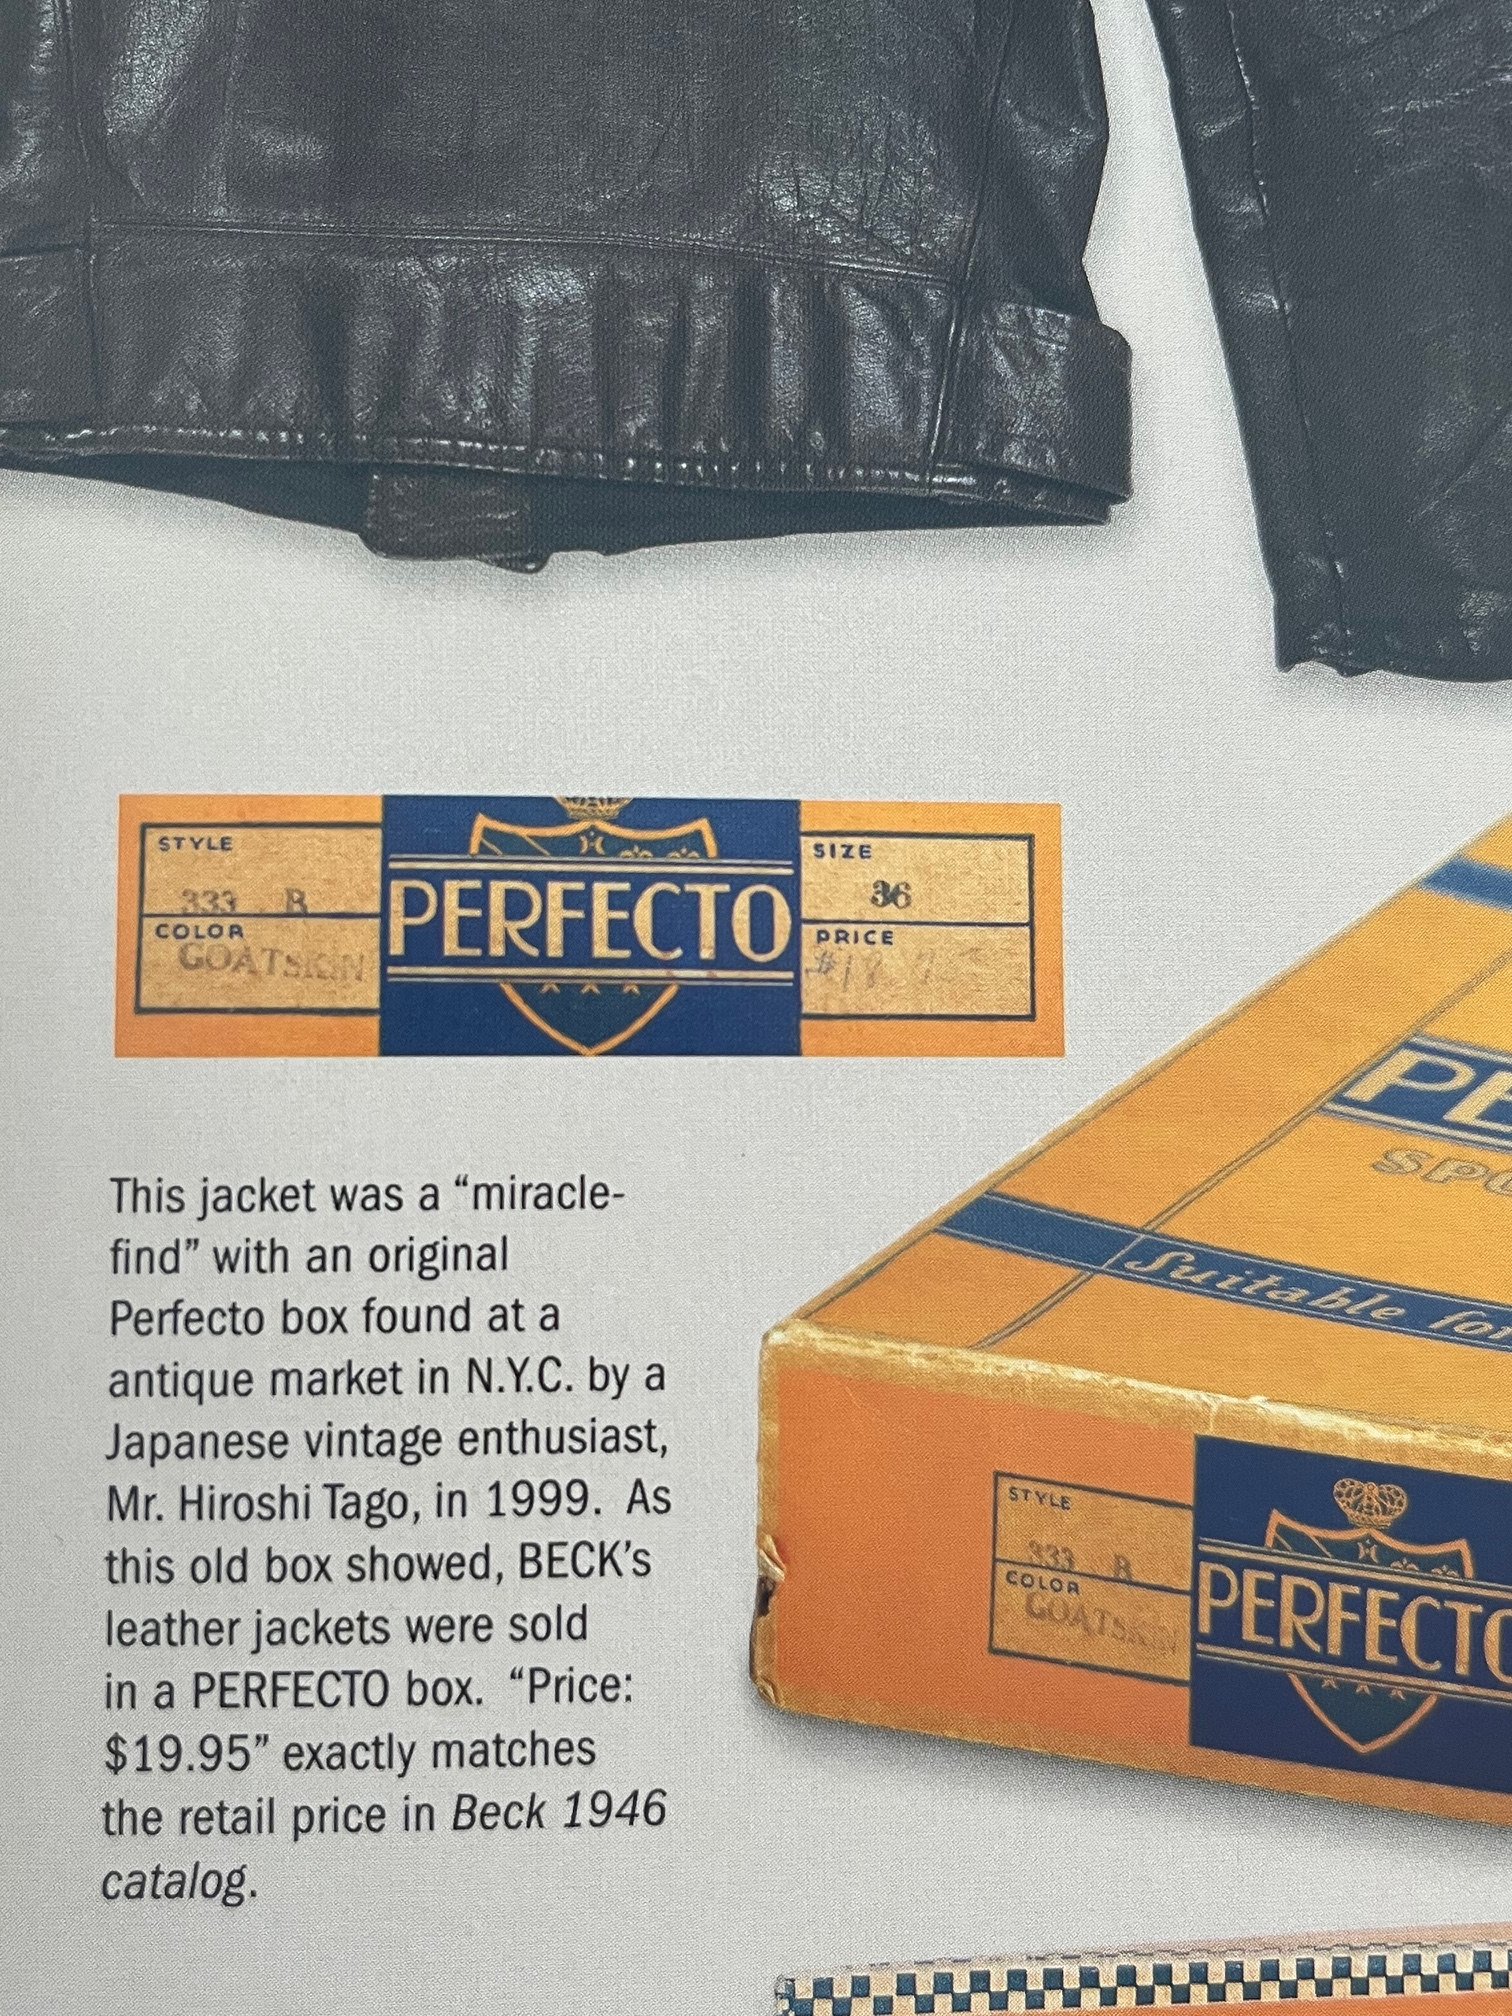 STYLE
333 B
COLOR
GOATSKIN
PERFECTO
SIZE
36
PRICE
This jacket was a “miracle-
find” with an original
Perfecto box found at a
antique market in N.Y.C. by a
Japanese vintage enthusiast,
Mr. Hiroshi Tago, in 1999. As
this old box showed, BECK’s
leather jackets were sold
in a PERFECTO box. “Price:
$19.95” exactly matches
the retail price in Beck 1946
catalog.
Suitable for
STYLE
333 B
COLOR
GOATSKIN
PERFECTO